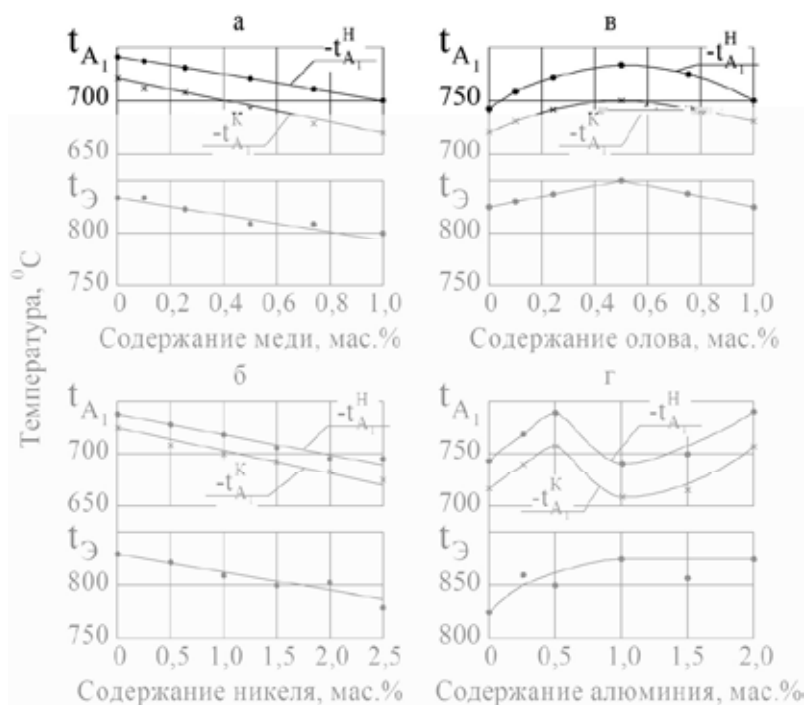 Температура, ⁰C
а
t_A₁
-t^Н_A₁
700
-t^К_A₁
650
t_Э
800
750
0 0,2 0,4 0,6 0,8 1,0
Содержание меди, мас.%
в
t_A₁
-t^Н_A₁
750
-t^К_A₁
700
t_Э
800
750
0 0,2 0,4 0,6 0,8 1,0
Содержание олова, мас.%
б
t_A₁
-t^Н_A₁
700
-t^К_A₁
650
t_Э
800
750
0 0,5 1,0 1,5 2,0 2,5
Содержание никеля, мас.%
г
t_A₁
-t^Н_A₁
750
700
-t^К_A₁
t_Э
850
800
0 0,5 1,0 1,5 2,0
Содержание алюминия, мас.%